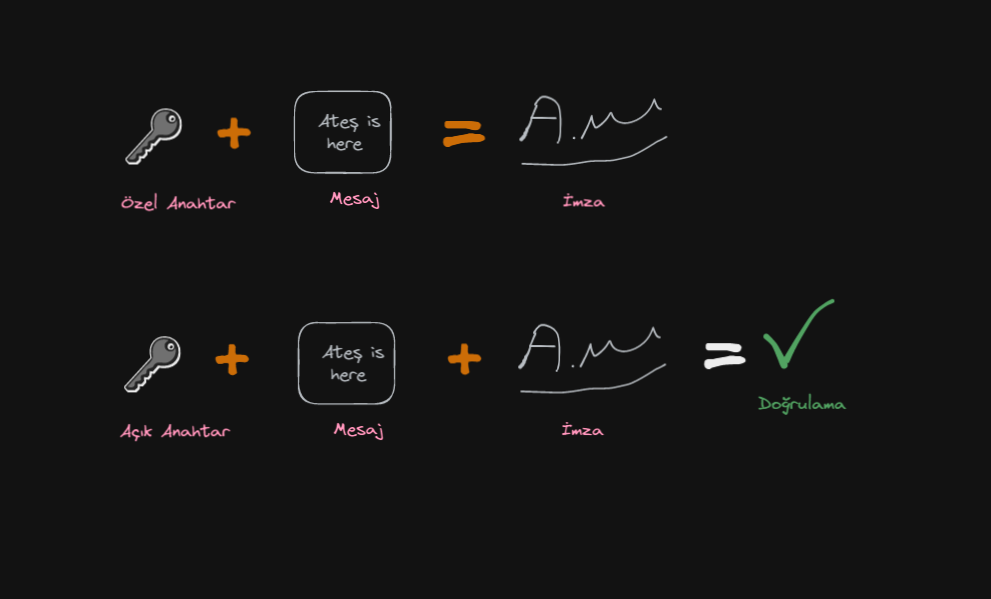 Ateş is
here
Özel Anahtar
Mesaj
İmza
Ateş is
here
Açık Anahtar
Mesaj
İmza
Doğrulama